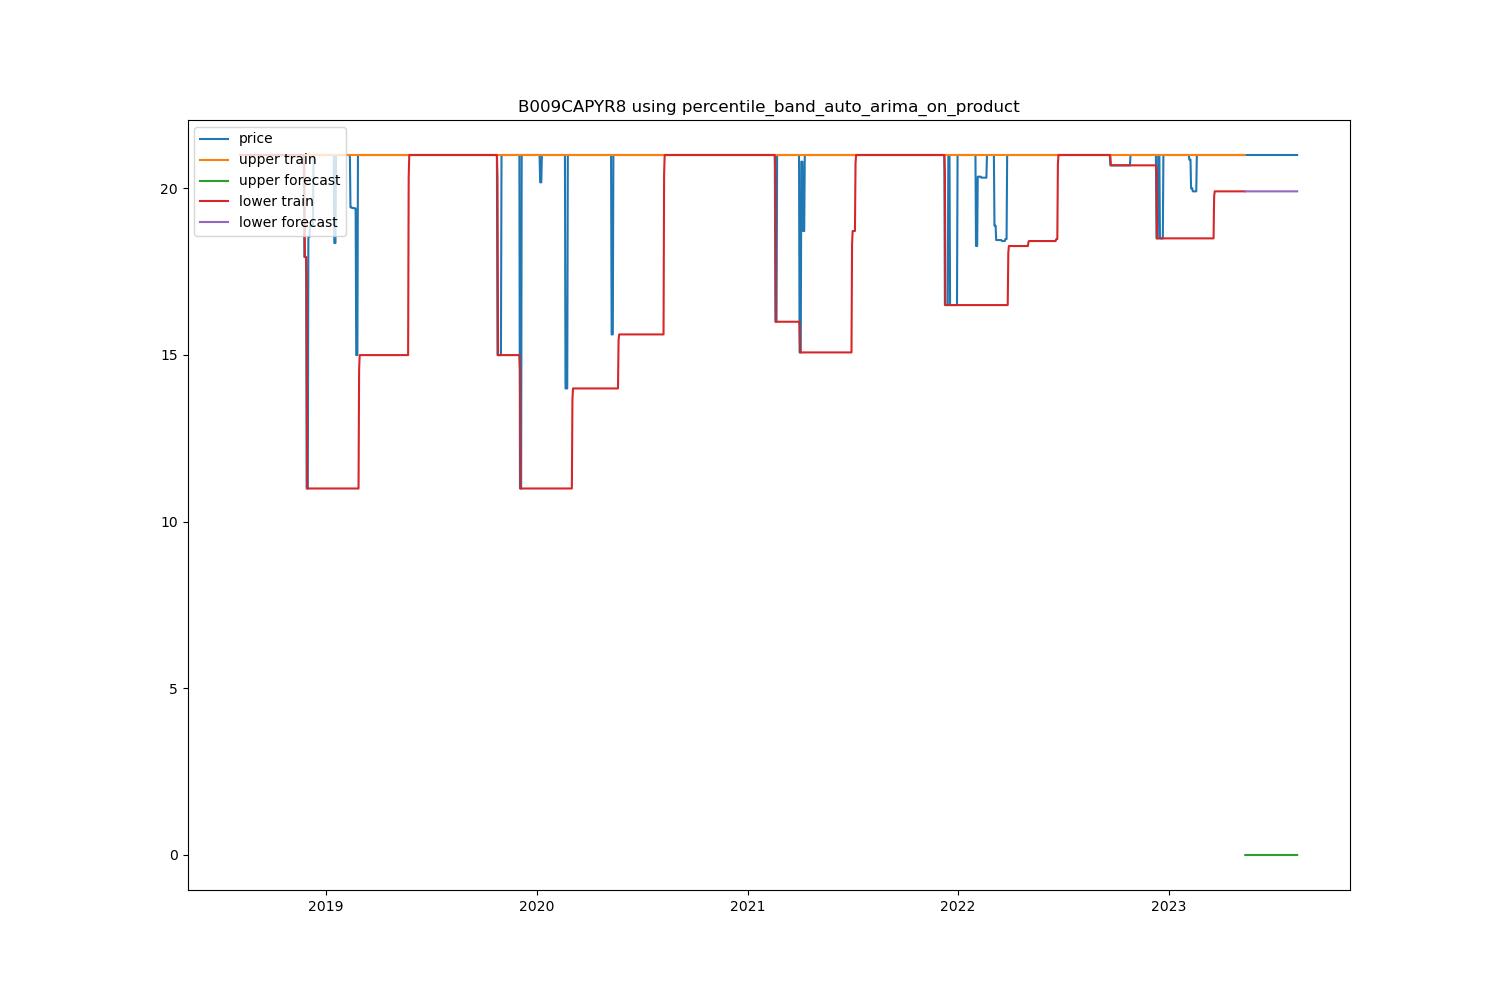 B009CAPYR8 using percentile_band_auto_arima_on_product
price
upper train
upper forecast
lower train
lower forecast
20
15
10
5
0
2019
2020
2021
2022
2023